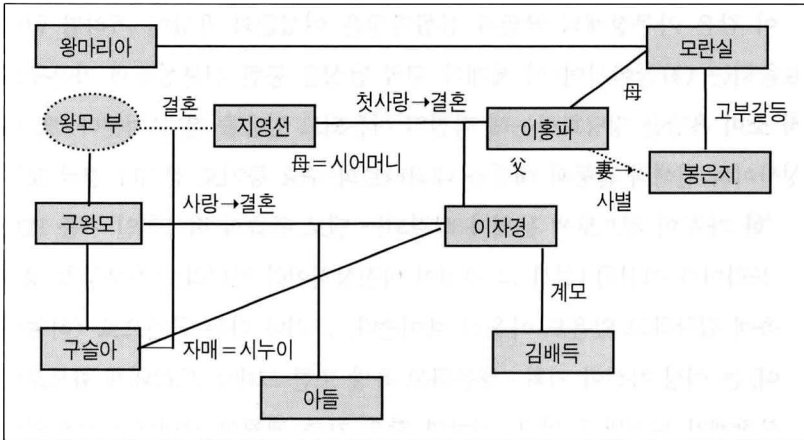 왕마리아
모란실
결혼
첫사랑→결혼
母
고부갈등
왕모 부
지영선
이홍파
母=시어머니
父
妻
사별
봉은지
사랑→결혼
구왕모
이자경
계모
구슬아
자매=시누이
김배득
아들